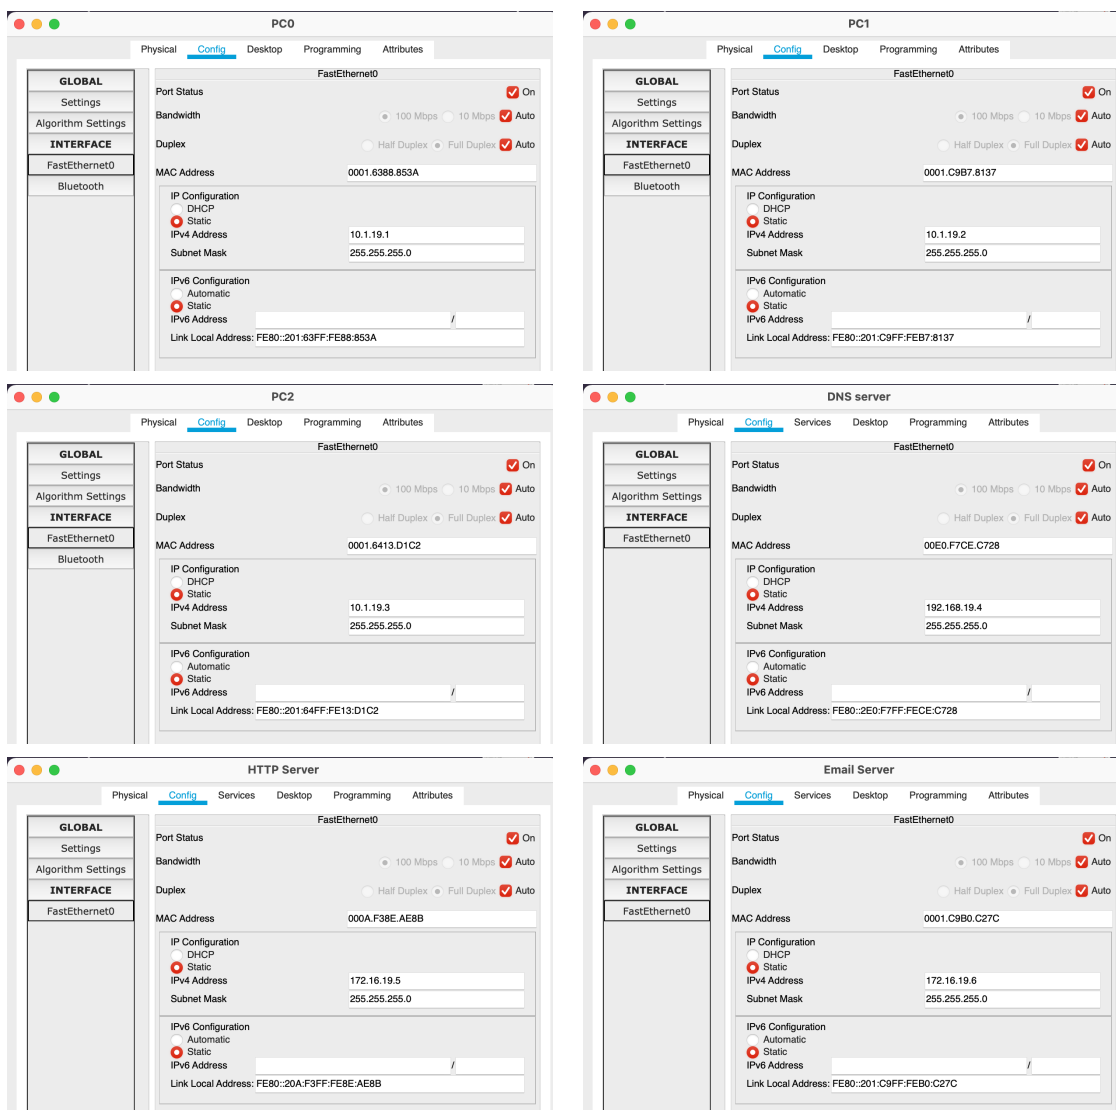 PC0
Physical Config Desktop Programming Attributes
GLOBAL
Settings
Algorithm Settings
INTERFACE
FastEthernet0
Bluetooth
FastEthernet0
Port Status On
Bandwidth 100 Mbps 10 Mbps Auto
Duplex Half Duplex Full Duplex Auto
MAC Address 0001.6388.853A
IP Configuration
DHCP
Static
IPv4 Address 10.1.19.1
Subnet Mask 255.255.255.0
IPv6 Configuration
Automatic
Static
IPv6 Address /
Link Local Address: FE80::201:63FF:FE88:853A
PC1
Physical Config Desktop Programming Attributes
GLOBAL
Settings
Algorithm Settings
INTERFACE
FastEthernet0
Bluetooth
FastEthernet0
Port Status On
Bandwidth 100 Mbps 10 Mbps Auto
Duplex Half Duplex Full Duplex Auto
MAC Address 0001.C9B7.8137
IP Configuration
DHCP
Static
IPv4 Address 10.1.19.2
Subnet Mask 255.255.255.0
IPv6 Configuration
Automatic
Static
IPv6 Address /
Link Local Address: FE80::201:C9FF:FEB7:8137
PC2
Physical Config Desktop Programming Attributes
GLOBAL
Settings
Algorithm Settings
INTERFACE
FastEthernet0
Bluetooth
FastEthernet0
Port Status On
Bandwidth 100 Mbps 10 Mbps Auto
Duplex Half Duplex Full Duplex Auto
MAC Address 0001.6413.D1C2
IP Configuration
DHCP
Static
IPv4 Address 10.1.19.3
Subnet Mask 255.255.255.0
IPv6 Configuration
Automatic
Static
IPv6 Address /
Link Local Address: FE80::201:64FF:FE13:D1C2
DNS server
Physical Config Services Desktop Programming Attributes
GLOBAL
Settings
Algorithm Settings
INTERFACE
FastEthernet0
FastEthernet0
Port Status On
Bandwidth 100 Mbps 10 Mbps Auto
Duplex Half Duplex Full Duplex Auto
MAC Address 00E0.F7CE.C728
IP Configuration
DHCP
Static
IPv4 Address 192.168.19.4
Subnet Mask 255.255.255.0
IPv6 Configuration
Automatic
Static
IPv6 Address /
Link Local Address: FE80::2E0:F7FF:FECE:C728
HTTP Server
Physical Config Services Desktop Programming Attributes
GLOBAL
Settings
Algorithm Settings
INTERFACE
FastEthernet0
FastEthernet0
Port Status On
Bandwidth 100 Mbps 10 Mbps Auto
Duplex Half Duplex Full Duplex Auto
MAC Address 000A.F38E.AE8B
IP Configuration
DHCP
Static
IPv4 Address 172.16.19.5
Subnet Mask 255.255.255.0
IPv6 Configuration
Automatic
Static
IPv6 Address /
Link Local Address: FE80::20A:F3FF:FE8E:AE8B
Email Server
Physical Config Services Desktop Programming Attributes
GLOBAL
Settings
Algorithm Settings
INTERFACE
FastEthernet0
FastEthernet0
Port Status On
Bandwidth 100 Mbps 10 Mbps Auto
Duplex Half Duplex Full Duplex Auto
MAC Address 0001.C9B0.C27C
IP Configuration
DHCP
Static
IPv4 Address 172.16.19.6
Subnet Mask 255.255.255.0
IPv6 Configuration
Automatic
Static
IPv6 Address /
Link Local Address: FE80::201:C9FF:FEB0:C27C